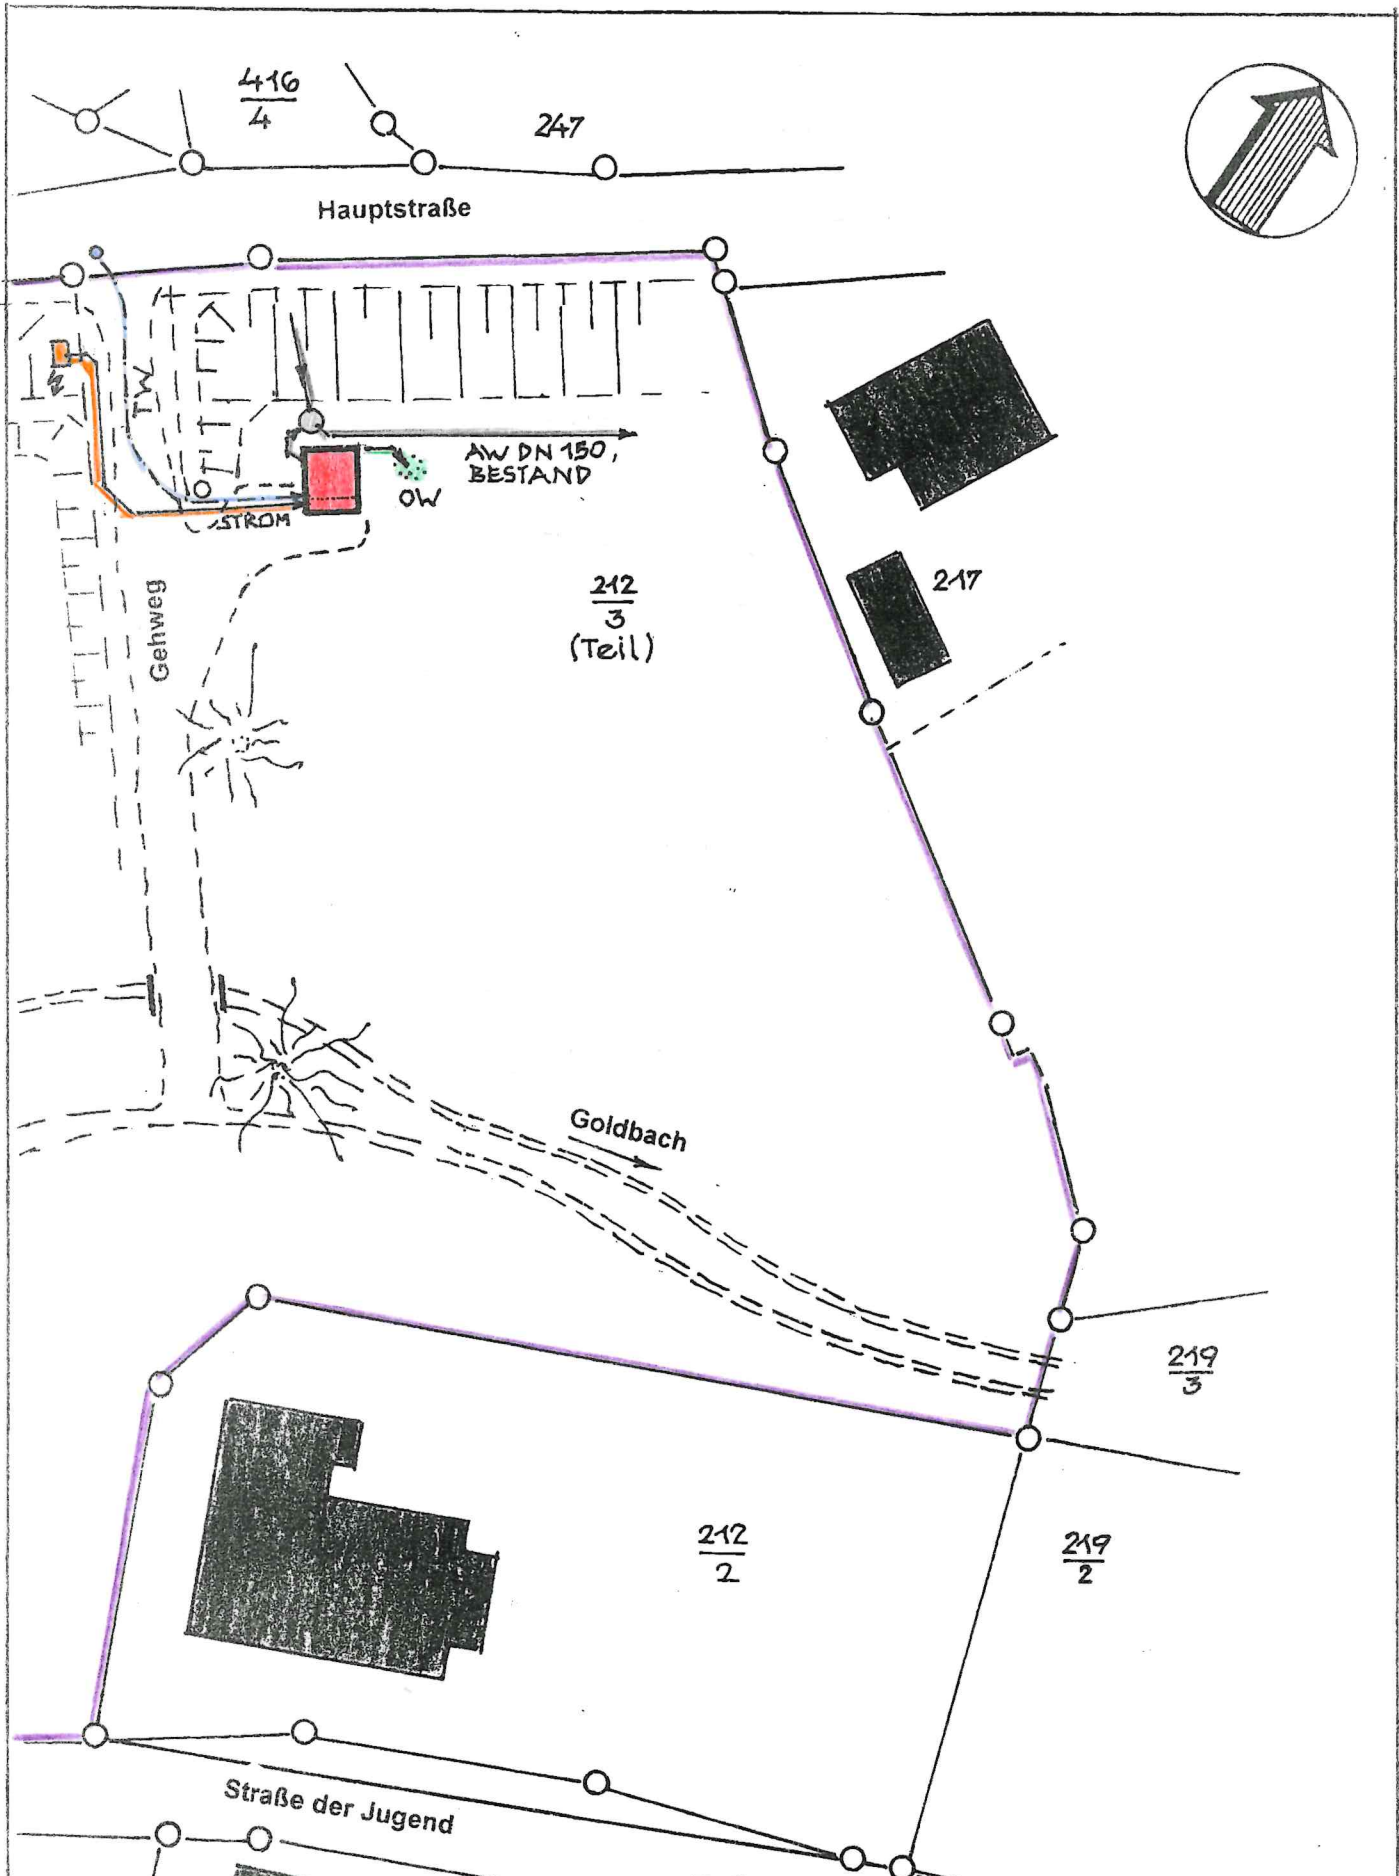 416
4
247
Hauptstraße
TW
AW DN 150,
BESTAND
OW
STROM
212
3
(Teil)
217
Gehweg
Goldbach
219
3
212
2
219
2
Straße der Jugend